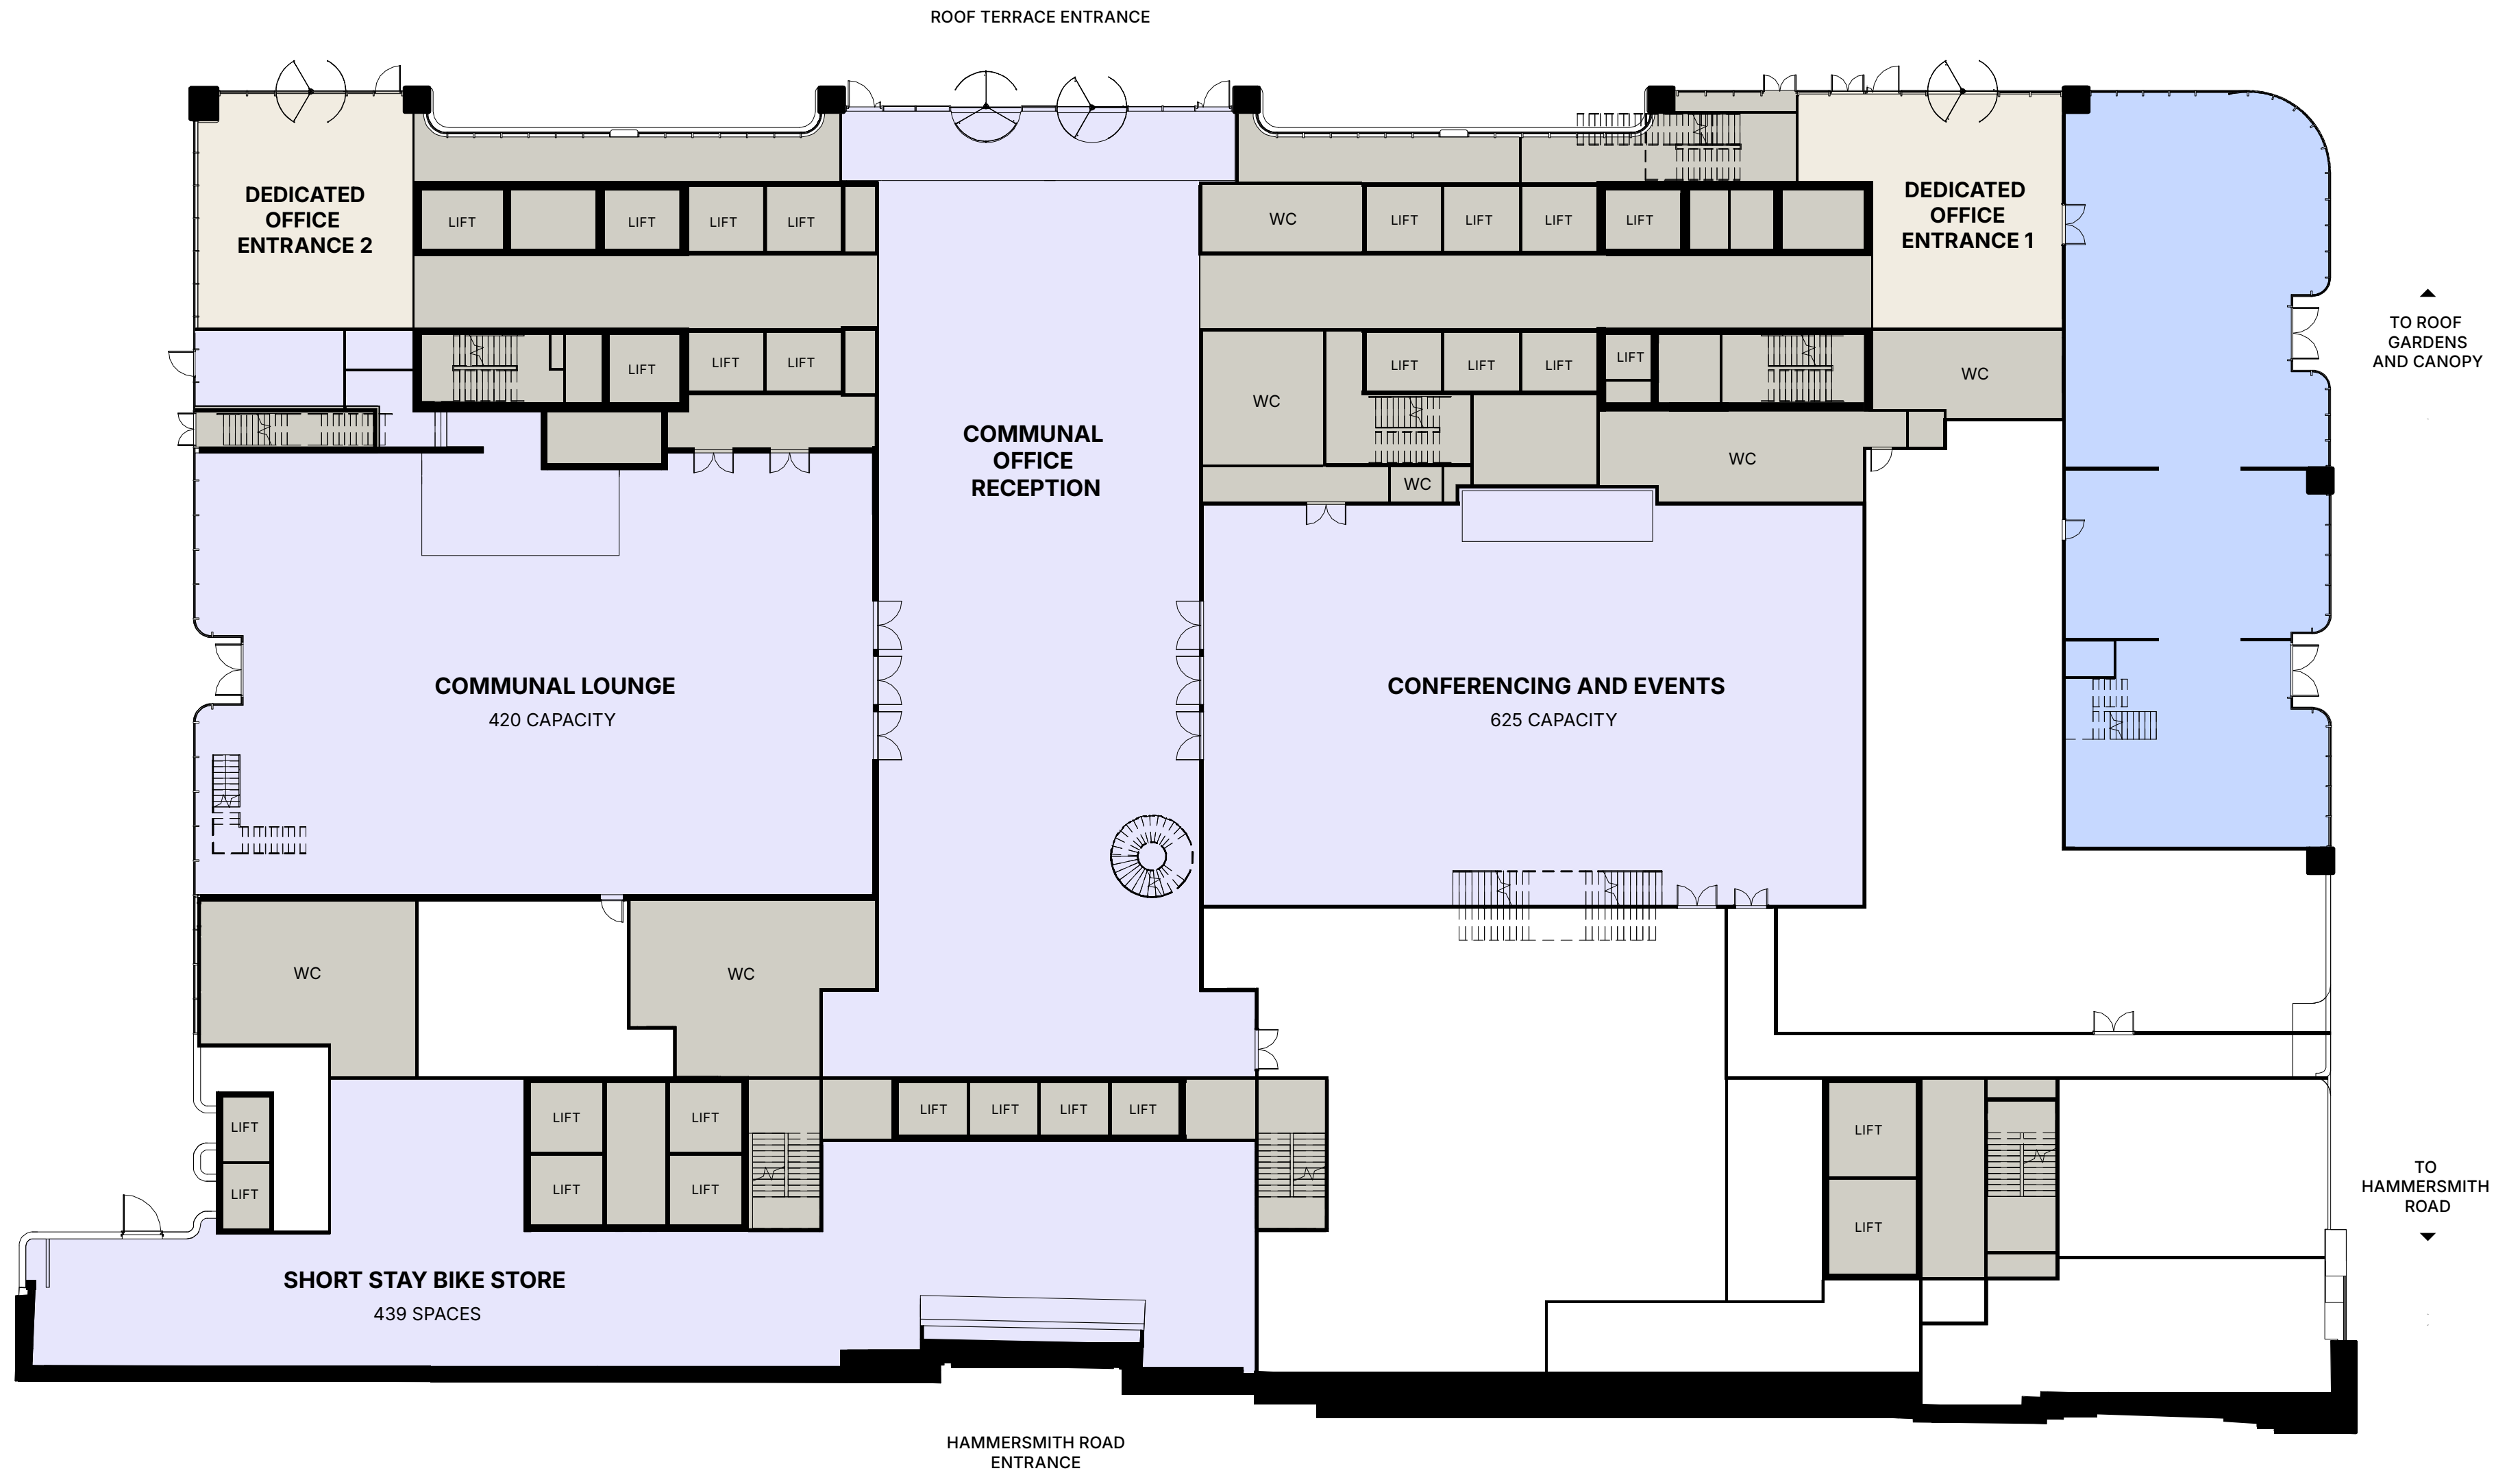 ROOF TERRACE ENTRANCE
DEDICATED
OFFICE
ENTRANCE 2
LIFT
LIFT
LIFT
LIFT
WC
LIFT
LIFT
LIFT
LIFT
DEDICATED
OFFICE
ENTRANCE 1
TO ROOF
GARDENS
AND CANOPY
LIFT
LIFT
LIFT
WC
LIFT
LIFT
LIFT
LIFT
WC
COMMUNAL
OFFICE
RECEPTION
WC
WC
COMMUNAL LOUNGE
420 CAPACITY
CONFERENCING AND EVENTS
625 CAPACITY
WC
WC
LIFT
LIFT
LIFT
LIFT
LIFT
LIFT
LIFT
LIFT
LIFT
LIFT
LIFT
LIFT
TO
HAMMERSMITH
ROAD
SHORT STAY BIKE STORE
439 SPACES
HAMMERSMITH ROAD
ENTRANCE